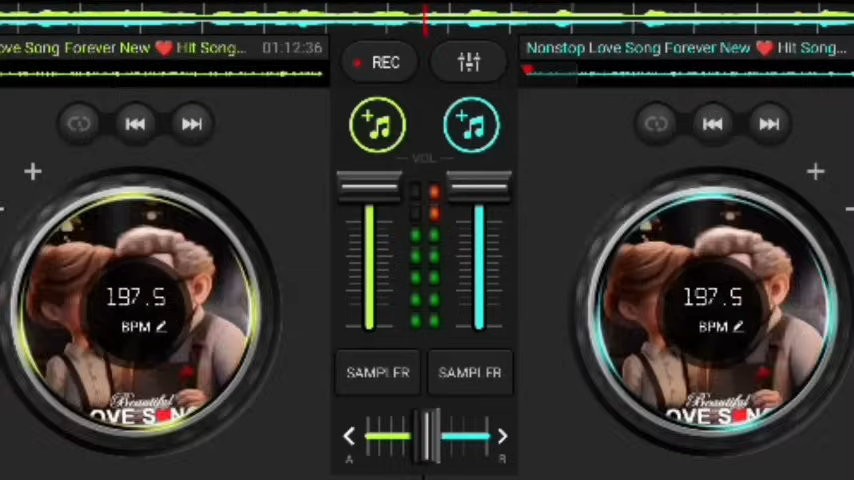 ove Song Forever New ❤️ Hit Song... 01:12:36
REC
Nonstop Love Song Forever New ❤️ Hit Song...
VOL
197.5
BPM
197.5
BPM
Beautiful
OVE SONG
Beautiful
OVE SONG
SAMPLER SAMPLER
A B